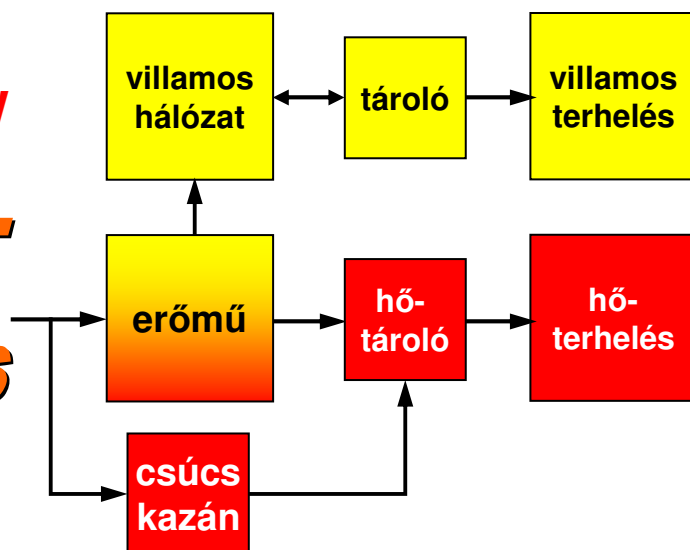 villamos
hálózat
tároló
villamos
terhelés
erőmű
hő-
tároló
hő-
terhelés
csúcs
kazán